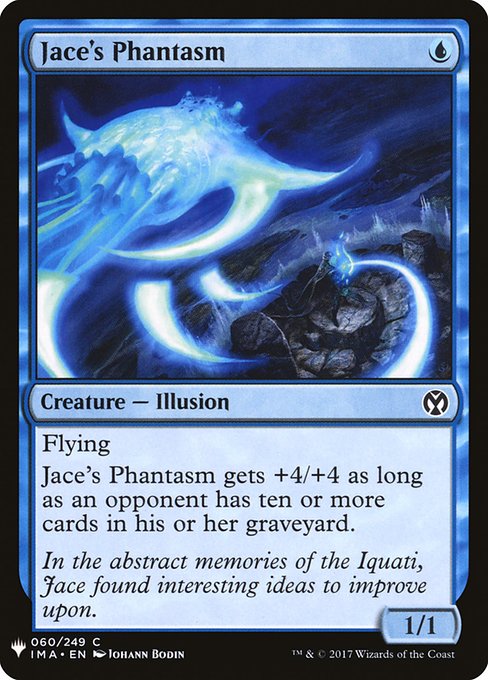 Jace's Phantasm
Creature — Illusion
Flying
Jace's Phantasm gets +4/+4 as long
as an opponent has ten or more
cards in his or her graveyard.
In the abstract memories of the Iquati,
Jace found interesting ideas to improve
upon.
1/1
060/249 C
IMA • EN Johann Bodin
™ & © 2017 Wizards of the Coast